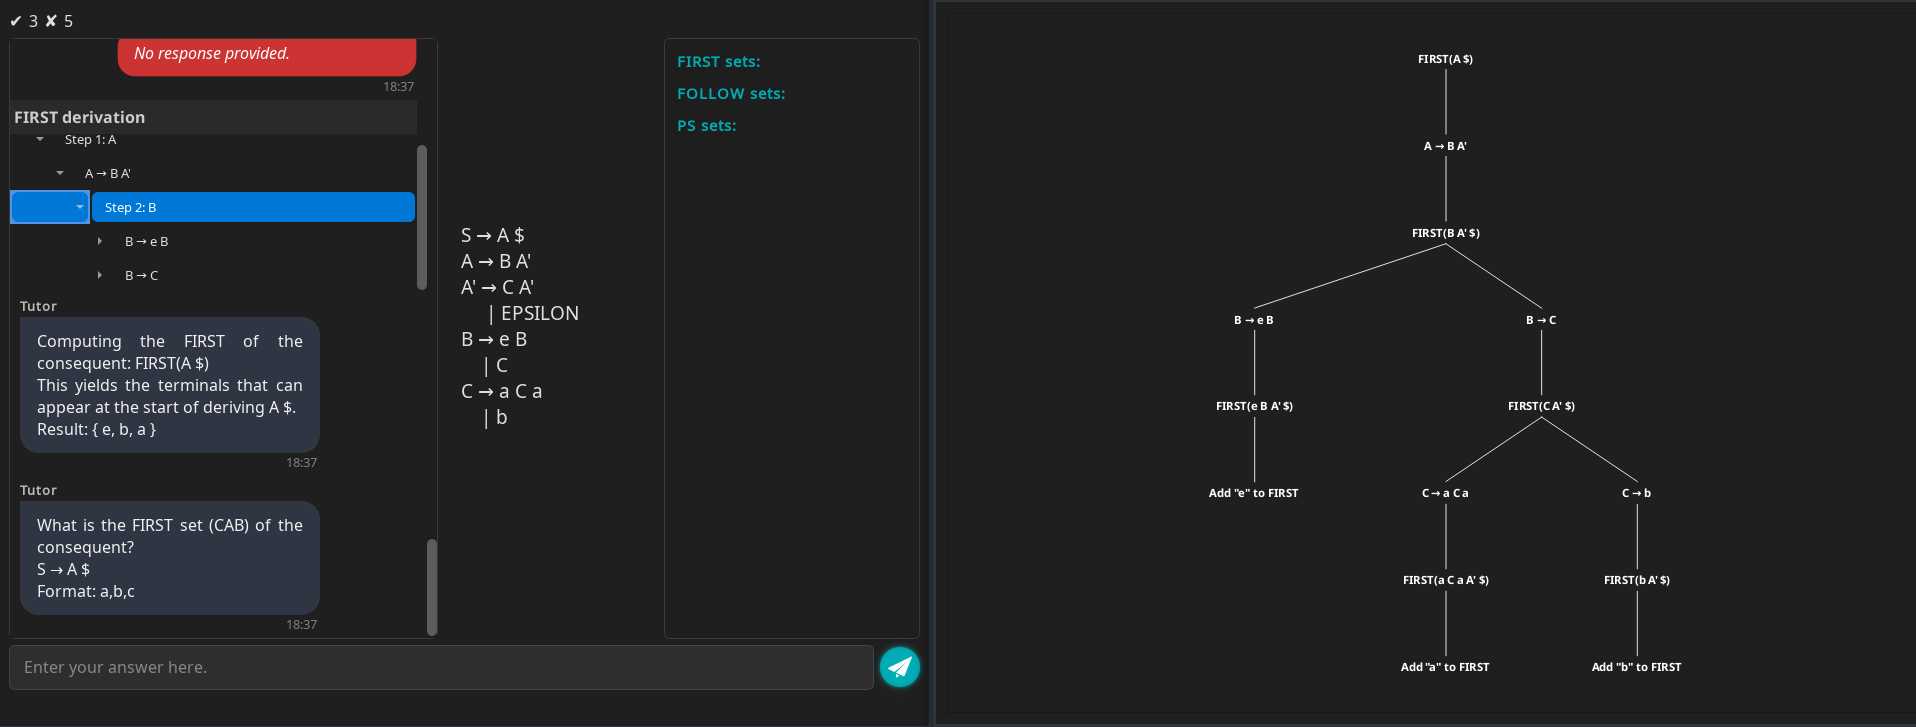 ✔ 3 ✘ 5
No response provided.
18:37
FIRST derivation
Step 1: A
A → B A'
Step 2: B
B → e B
B → C
Tutor
Computing the FIRST of the
consequent: FIRST(A $)
This yields the terminals that can
appear at the start of deriving A $.
Result: { e, b, a }
18:37
Tutor
What is the FIRST set (CAB) of the
consequent?
S → A $
Format: a,b,c
18:37
Enter your answer here.
S → A $
A → B A'
A' → C A'
| EPSILON
B → e B
| C
C → a C a
| b
FIRST sets:
FOLLOW sets:
PS sets:
FIRST(A $)
A → B A'
FIRST(B A' $)
B → e B
B → C
FIRST(e B A' $)
FIRST(C A' $)
Add "e" to FIRST
C → a C a
C → b
FIRST(a C a A' $)
FIRST(b A' $)
Add "a" to FIRST
Add "b" to FIRST